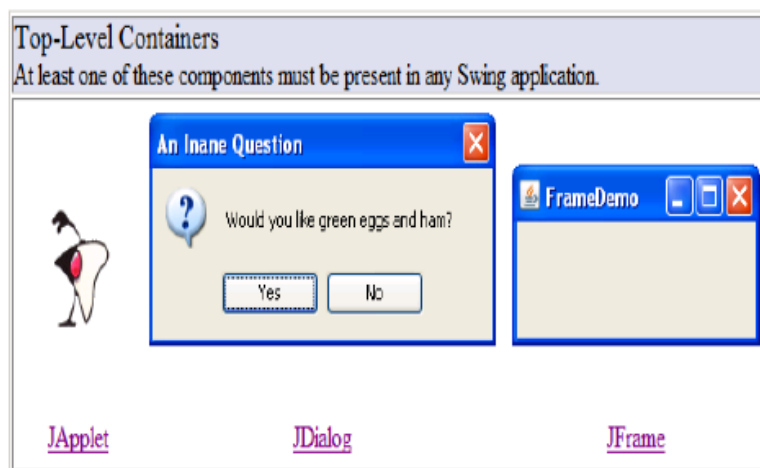 Top-Level Containers
At least one of these components must be present in any Swing application.
An Inane Question
Would you like green eggs and ham?
Yes No
FrameDemo
JApplet JDialog JFrame